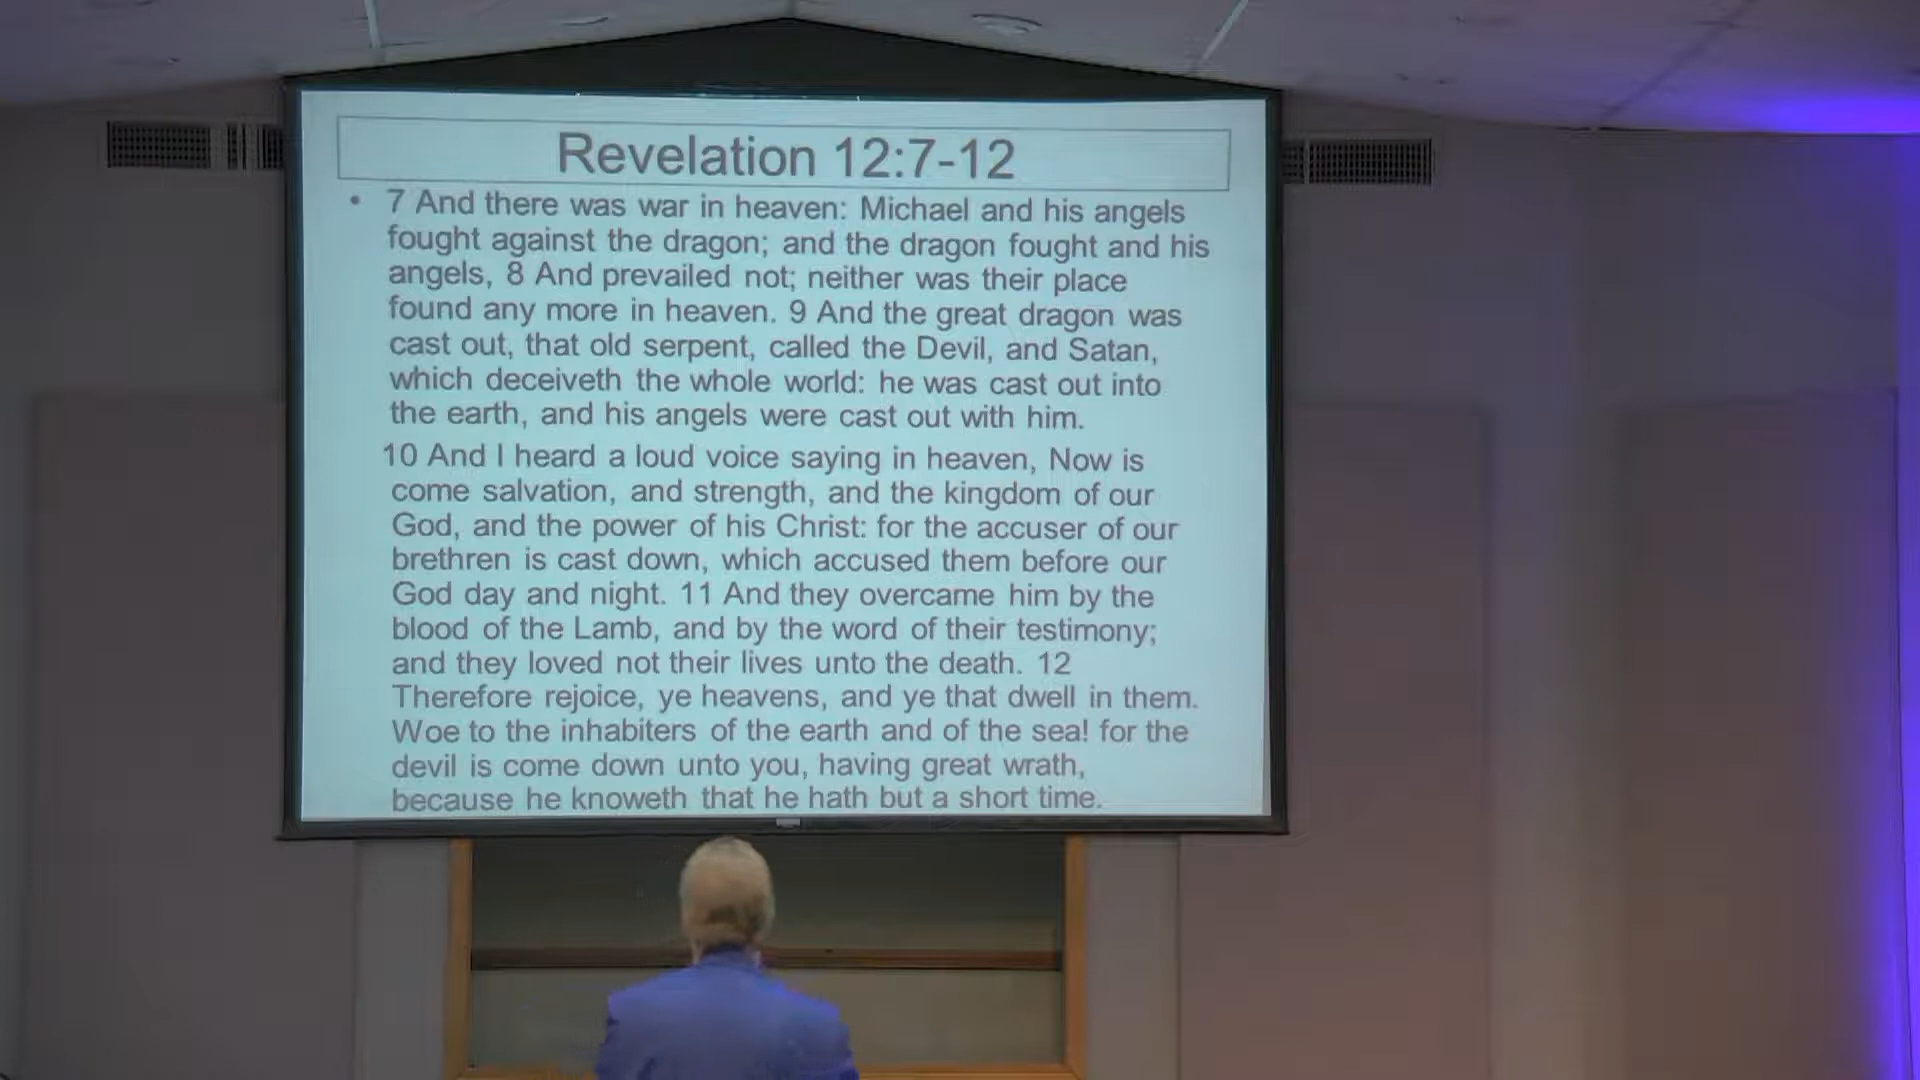 Revelation 12:7-12
• 7 And there was war in heaven: Michael and his angels
fought against the dragon; and the dragon fought and his
angels, 8 And prevailed not; neither was their place
found any more in heaven. 9 And the great dragon was
cast out, that old serpent, called the Devil, and Satan,
which deceiveth the whole world: he was cast out into
the earth, and his angels were cast out with him.
10 And I heard a loud voice saying in heaven, Now is
come salvation, and strength, and the kingdom of our
God, and the power of his Christ: for the accuser of our
brethren is cast down, which accused them before our
God day and night. 11 And they overcame him by the
blood of the Lamb, and by the word of their testimony;
and they loved not their lives unto the death. 12
Therefore rejoice, ye heavens, and ye that dwell in them.
Woe to the inhabiters of the earth and of the sea! for the
devil is come down unto you, having great wrath,
because he knoweth that he hath but a short time.